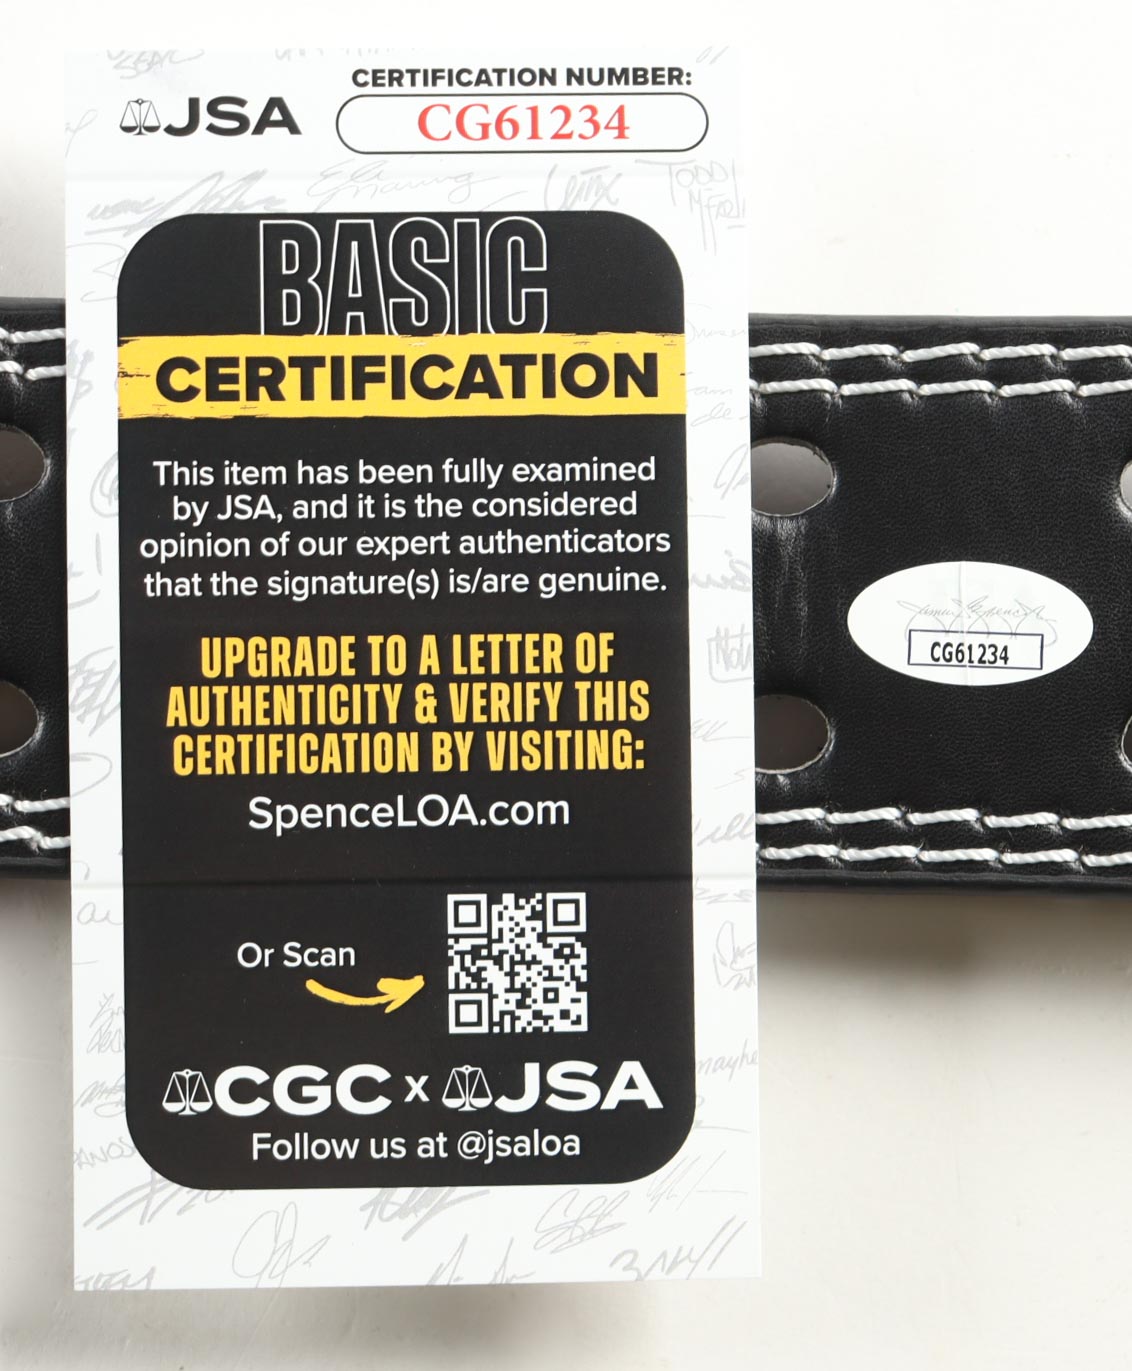 CERTIFICATION NUMBER:
JSA
CG61234
BASIC
CERTIFICATION
This item has been fully examined
by JSA, and it is the considered
opinion of our expert authenticators
that the signature(s) is/are genuine.
UPGRADE TO A LETTER OF
AUTHENTICITY & VERIFY THIS
CERTIFICATION BY VISITING:
SpenceLOA.com
Or Scan
CGC x JSA
Follow us at @jsaloa
CG61234